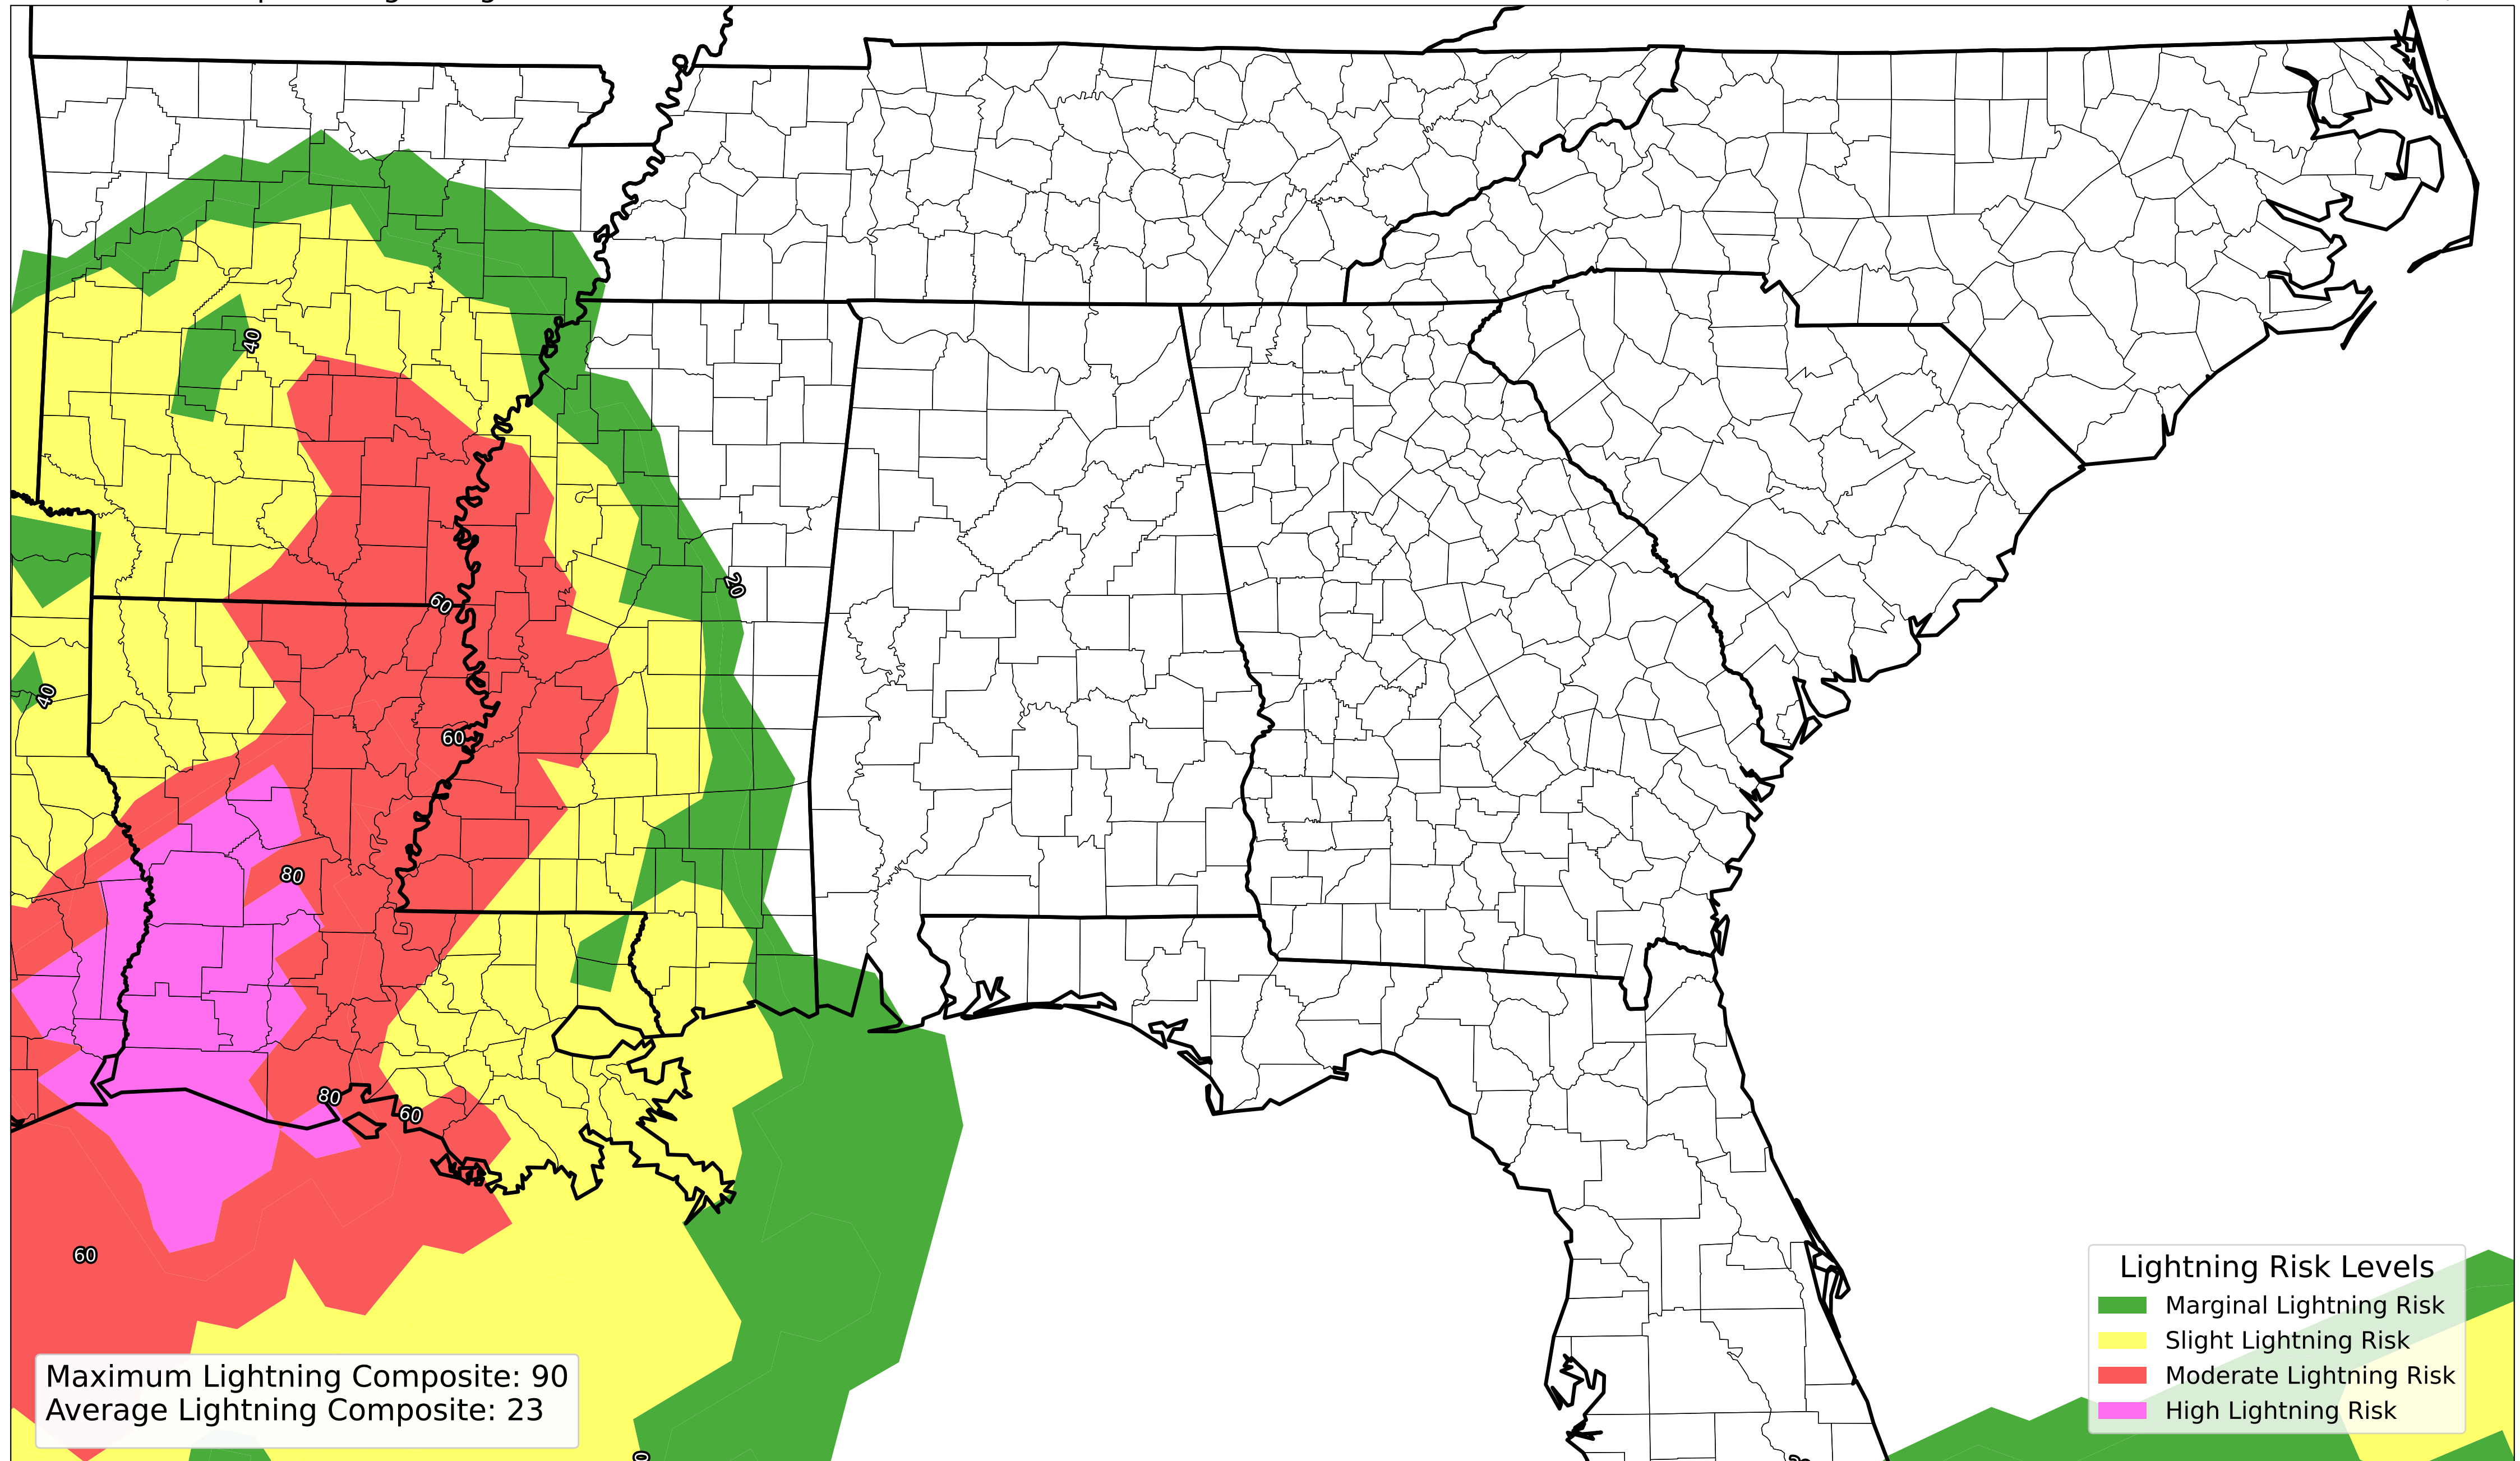 40
20
60
40
60
80
80
60
60
Lightning Risk Levels
Marginal Lightning Risk
Slight Lightning Risk
Moderate Lightning Risk
High Lightning Risk
Maximum Lightning Composite: 90
Average Lightning Composite: 23